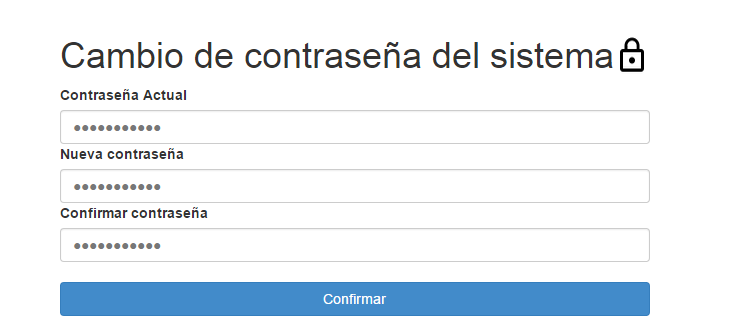 Cambio de contraseña del sistema
Contraseña Actual
●●●●●●●●●●●
Nueva contraseña
●●●●●●●●●●●
Confirmar contraseña
●●●●●●●●●●●
Confirmar